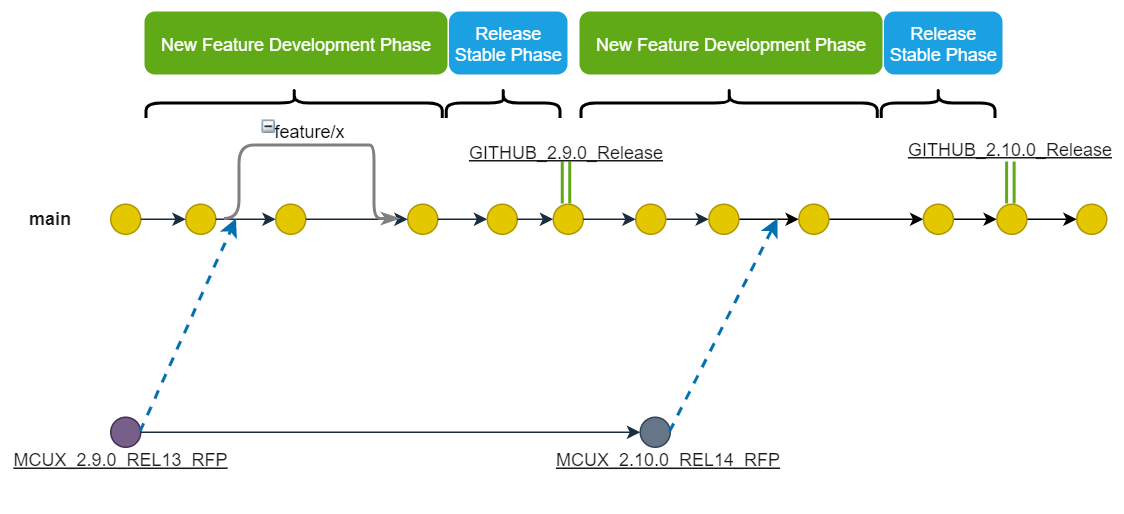 New Feature Development Phase
Release
Stable Phase
New Feature Development Phase
Release
Stable Phase
feature/x
GITHUB_2.9.0_Release
GITHUB_2.10.0_Release
main
MCUX_2.9.0_REL13_RFP
MCUX_2.10.0_REL14_RFP